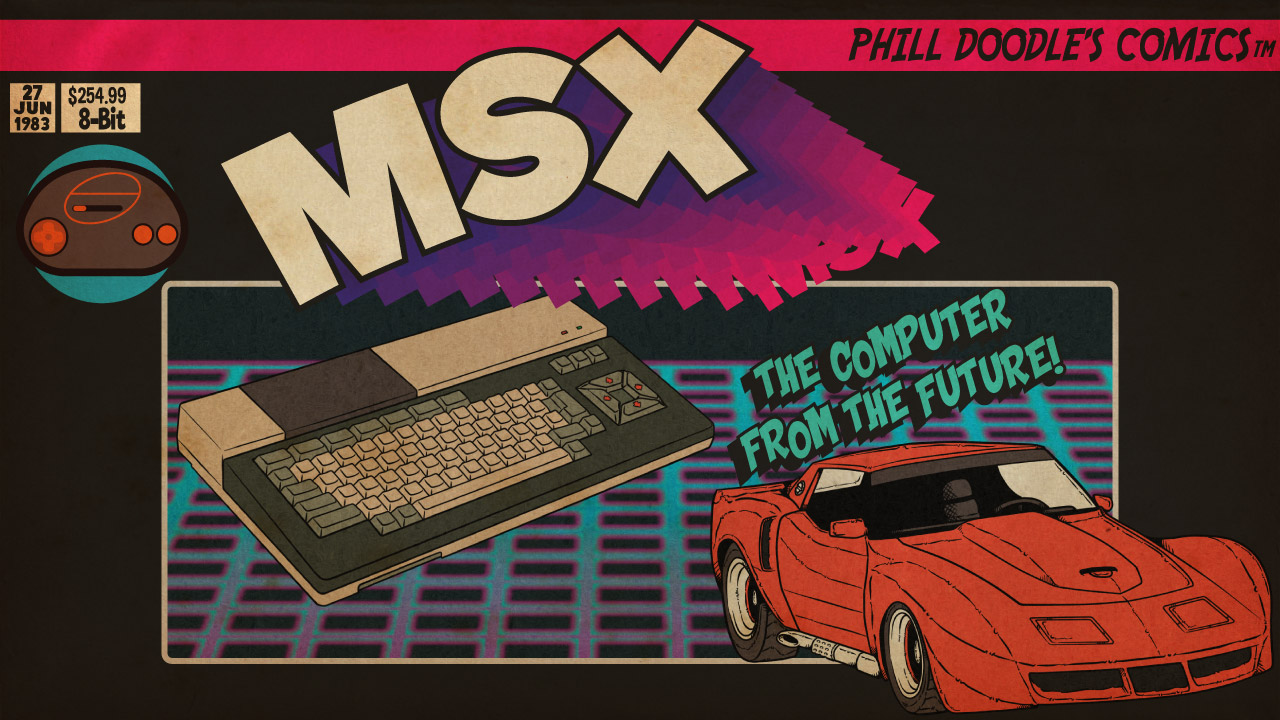 PHILL DOODLE'S COMICS™
27
JUN
1983
$254.99
8-Bit
MSX
THE COMPUTER
FROM THE FUTURE!